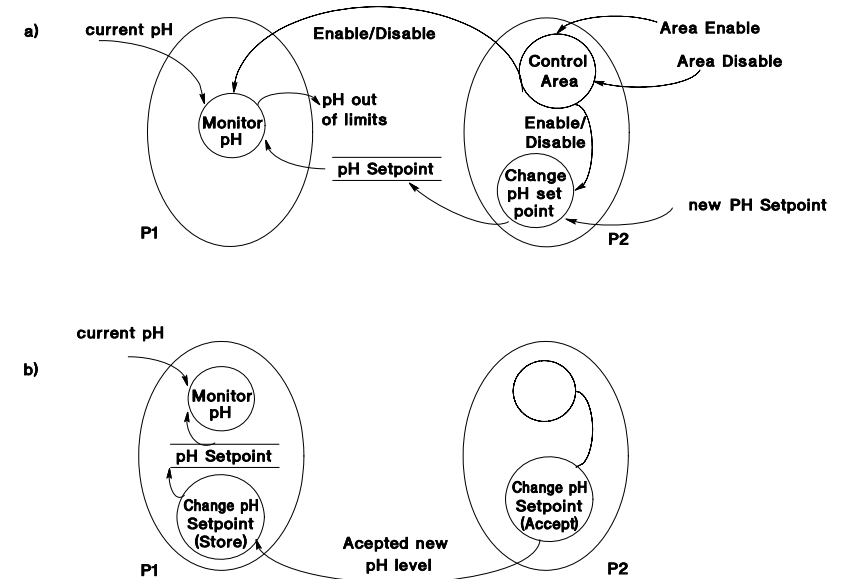 a)
current pH
Enable/Disable
Area Enable
Control
Area
Area Disable
pH out
of limits
Monitor
pH
Enable/
Disable
pH Setpoint
Change
pH set
point
new PH Setpoint
P1
P2
current pH
b)
Monitor
pH
pH Setpoint
Change pH
Setpoint
(Store)
Change pH
Setpoint
(Accept)
Acepted new
pH level
P1
P2